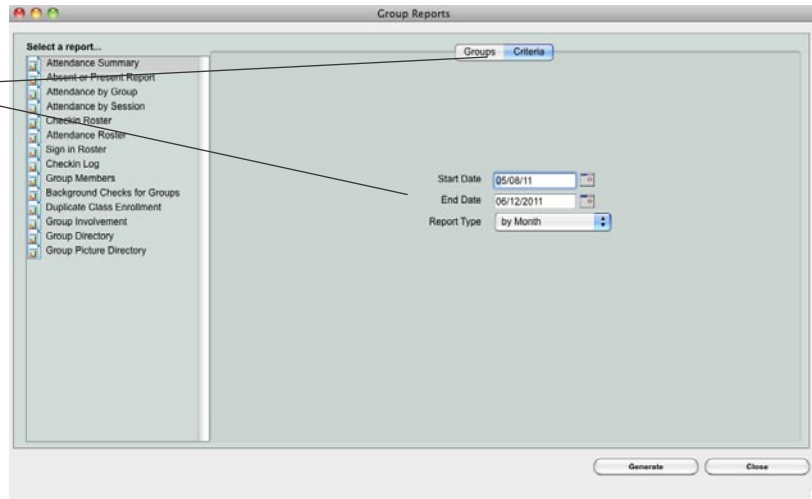 Group Reports
Select a report...
Attendance Summary
Absent or Present Report
Attendance by Group
Attendance by Session
Checkin Roster
Attendance Roster
Sign in Roster
Checkin Log
Group Members
Background Checks for Groups
Duplicate Class Enrollment
Group Involvement
Group Directory
Group Picture Directory
Groups Criteria
Start Date 05/08/11
End Date 06/12/2011
Report Type by Month
Generate Close